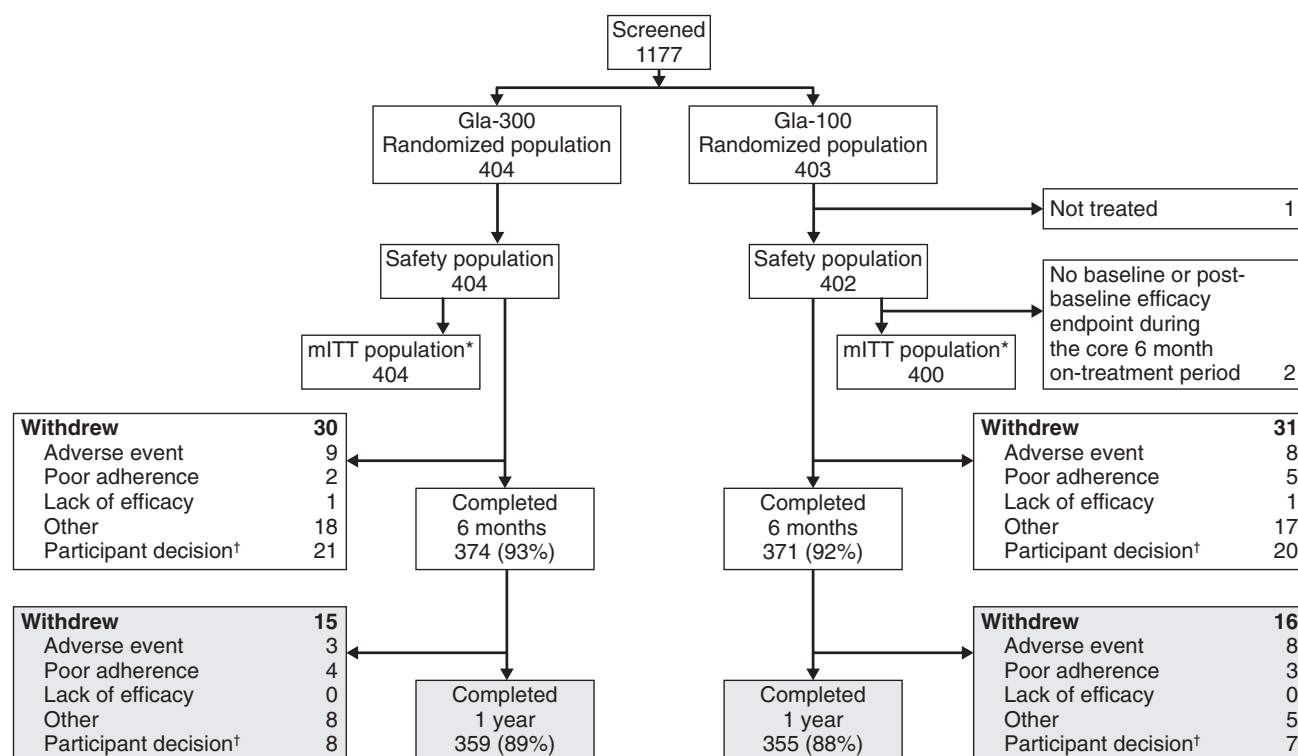 Screened
1177
Gla-300
Randomized population
404
Gla-100
Randomized population
403
Not treated 1
Safety population
404
Safety population
402
No baseline or post-
baseline efficacy
endpoint during
the core 6 month
on-treatment period 2
mITT population*
404
mITT population*
400
Withdrew 30
Adverse event 9
Poor adherence 2
Lack of efficacy 1
Other 18
Participant decision† 21
Completed
6 months
374 (93%)
Completed
6 months
371 (92%)
Withdrew 31
Adverse event 8
Poor adherence 5
Lack of efficacy 1
Other 17
Participant decision† 20
Withdrew 15
Adverse event 3
Poor adherence 4
Lack of efficacy 0
Other 8
Participant decision† 8
Completed
1 year
359 (89%)
Completed
1 year
355 (88%)
Withdrew 16
Adverse event 8
Poor adherence 3
Lack of efficacy 0
Other 5
Participant decision† 7